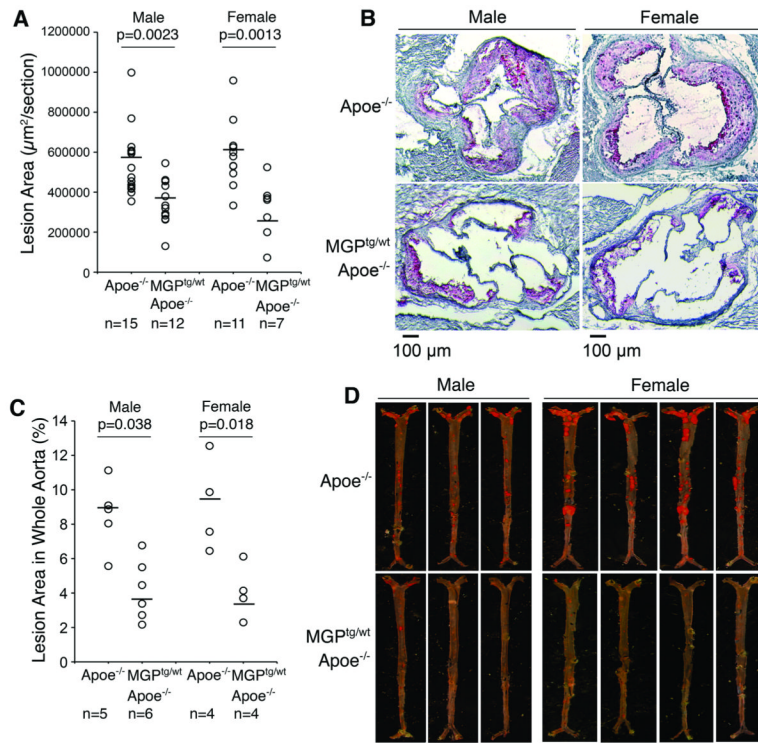 A
Male
Female
p=0.0023
p=0.0013
Lesion Area (µm²/section)
1200000
1000000
800000
600000
400000
200000
0
Apoe-/- MGPtg/wt Apoe-/- MGPtg/wt
Apoe-/- Apoe-/-
n=15 n=12 n=11 n=7
B
Male
Female
Apoe-/-
MGPtg/wt
Apoe-/-
100 µm
100 µm
C
Male
Female
p=0.038
p=0.018
Lesion Area in Whole Aorta (%)
14
12
10
8
6
4
2
0
Apoe-/- MGPtg/wt Apoe-/- MGPtg/wt
Apoe-/- Apoe-/-
n=5 n=6 n=4 n=4
D
Male
Female
Apoe-/-
MGPtg/wt
Apoe-/-